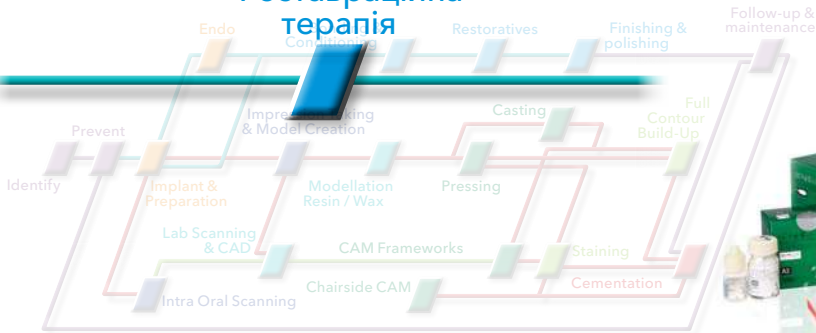 терапія
Follow-up &
maintenance
Endo
Conditioning
Restoratives
Finishing &
polishing
Impression Taking
& Model Creation
Casting
Full
Contour
Build-Up
Prevent
Identify
Implant &
Preparation
Modellation
Resin / Wax
Pressing
Lab Scanning
& CAD
CAM Frameworks
Staining
Chairside CAM
Cementation
Intra Oral Scanning